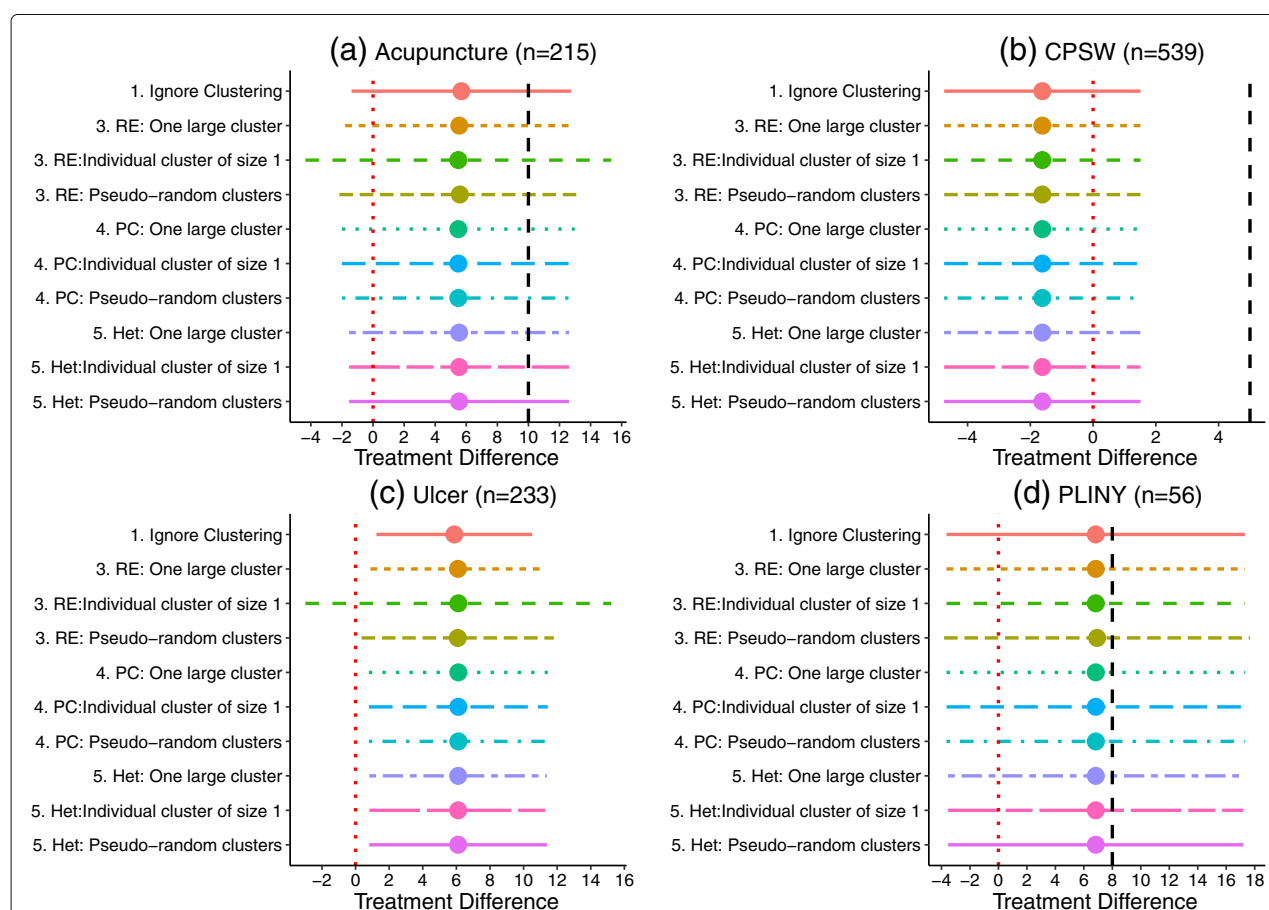 (a) Acupuncture (n=215)
1. Ignore Clustering
3. RE: One large cluster
3. RE:Individual cluster of size 1
3. RE: Pseudo−random clusters
4. PC: One large cluster
4. PC:Individual cluster of size 1
4. PC: Pseudo−random clusters
5. Het: One large cluster
5. Het:Individual cluster of size 1
5. Het: Pseudo−random clusters
−4 −2 0 2 4 6 8 10 12 14 16
Treatment Difference
(b) CPSW (n=539)
1. Ignore Clustering
3. RE: One large cluster
3. RE:Individual cluster of size 1
3. RE: Pseudo−random clusters
4. PC: One large cluster
4. PC:Individual cluster of size 1
4. PC: Pseudo−random clusters
5. Het: One large cluster
5. Het:Individual cluster of size 1
5. Het: Pseudo−random clusters
−4 −2 0 2 4
Treatment Difference
(c) Ulcer (n=233)
1. Ignore Clustering
3. RE: One large cluster
3. RE:Individual cluster of size 1
3. RE: Pseudo−random clusters
4. PC: One large cluster
4. PC:Individual cluster of size 1
4. PC: Pseudo−random clusters
5. Het: One large cluster
5. Het:Individual cluster of size 1
5. Het: Pseudo−random clusters
−2 0 2 4 6 8 10 12 14 16
Treatment Difference
(d) PLINY (n=56)
1. Ignore Clustering
3. RE: One large cluster
3. RE:Individual cluster of size 1
3. RE: Pseudo−random clusters
4. PC: One large cluster
4. PC:Individual cluster of size 1
4. PC: Pseudo−random clusters
5. Het: One large cluster
5. Het:Individual cluster of size 1
5. Het: Pseudo−random clusters
−4 −2 0 2 4 6 8 10 12 14 16 18
Treatment Difference